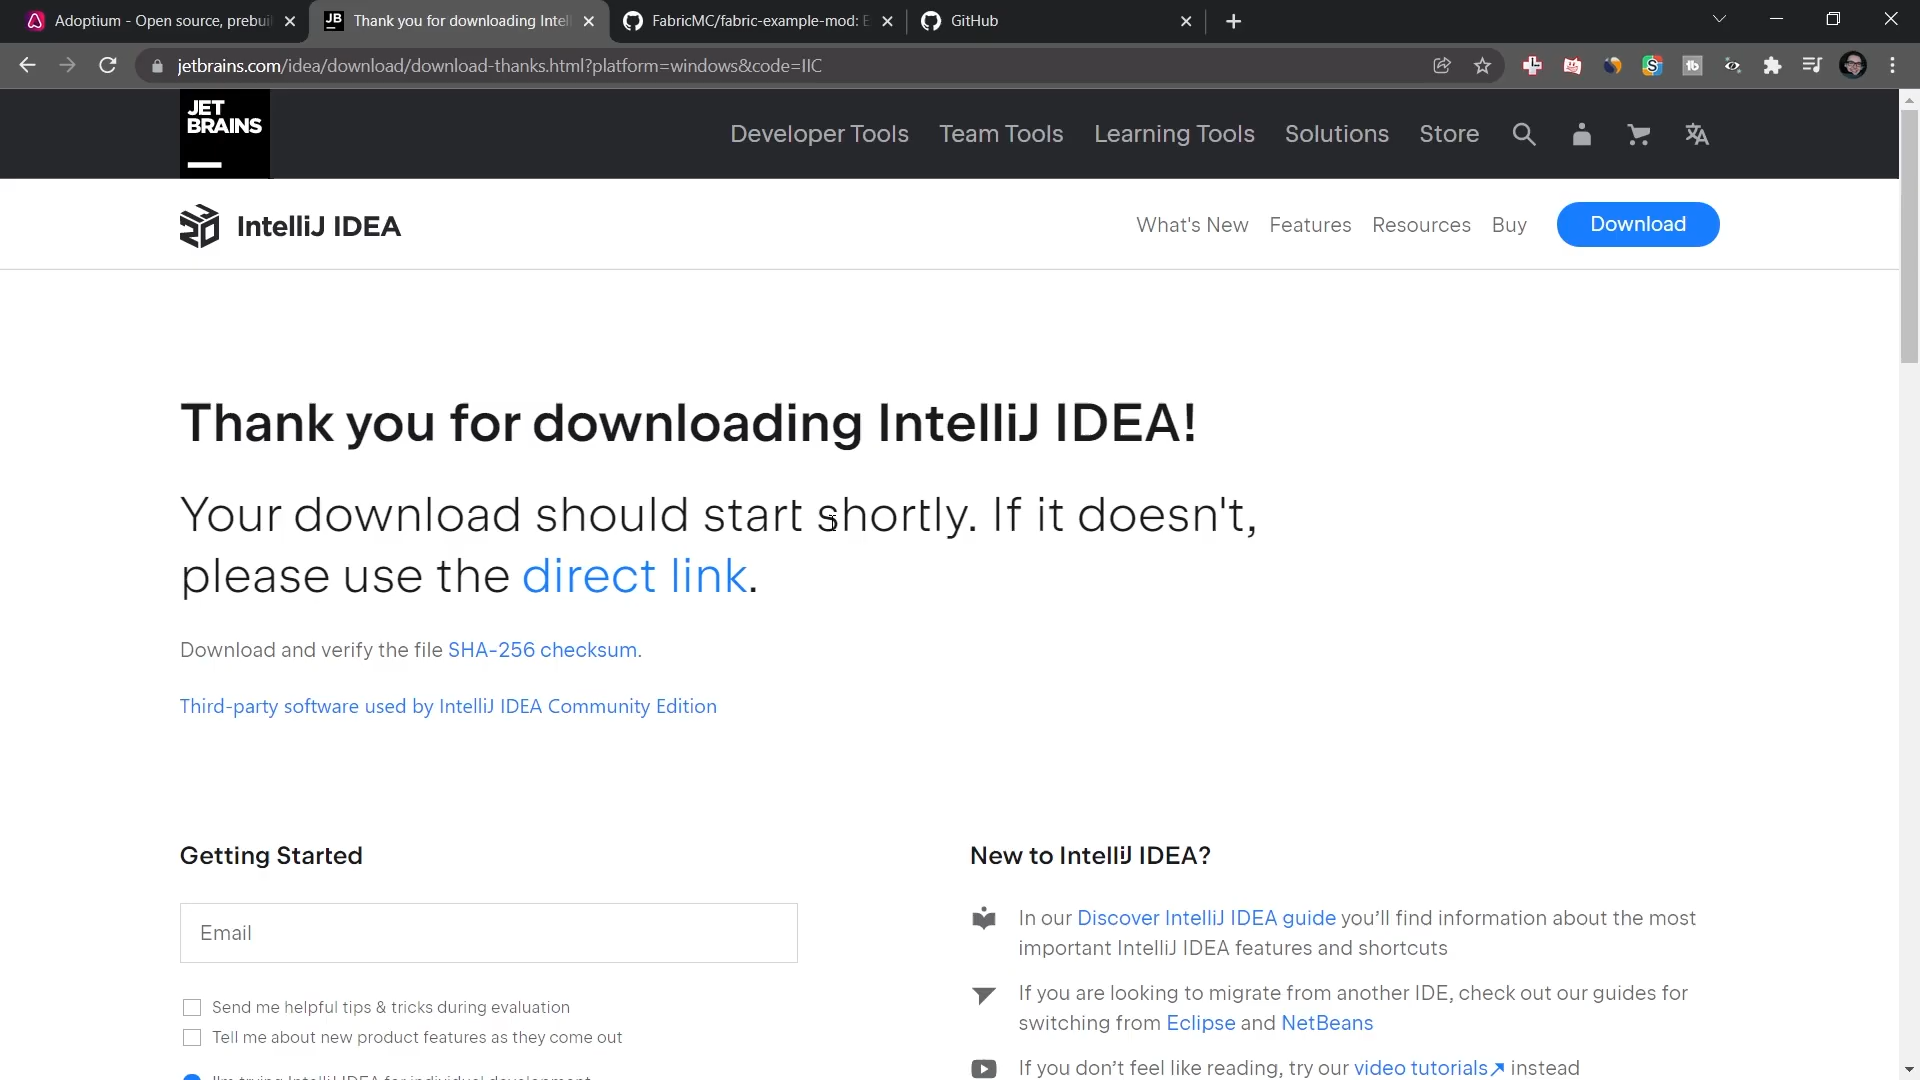 Adoptium - Open source, prebui
Thank you for downloading Intel
FabricMC/fabric-example-mod: E
GitHub
jetbrains.com/idea/download/download-thanks.html?platform=windows&code=IIC
JET
BRAINS
Developer Tools
Team Tools
Learning Tools
Solutions
Store
IntelliJ IDEA
What's New
Features
Resources
Buy
Download
Thank you for downloading IntelliJ IDEA!
Your download should start shortly. If it doesn't,
please use the direct link.
Download and verify the file SHA-256 checksum.
Third-party software used by IntelliJ IDEA Community Edition
Getting Started
Email
Send me helpful tips & tricks during evaluation
Tell me about new product features as they come out
I'm trying IntelliJ IDEA for individual development
New to IntelliJ IDEA?
In our Discover IntelliJ IDEA guide you’ll find information about the most
important IntelliJ IDEA features and shortcuts
If you are looking to migrate from another IDE, check out our guides for
switching from Eclipse and NetBeans
If you don’t feel like reading, try our video tutorials↗ instead